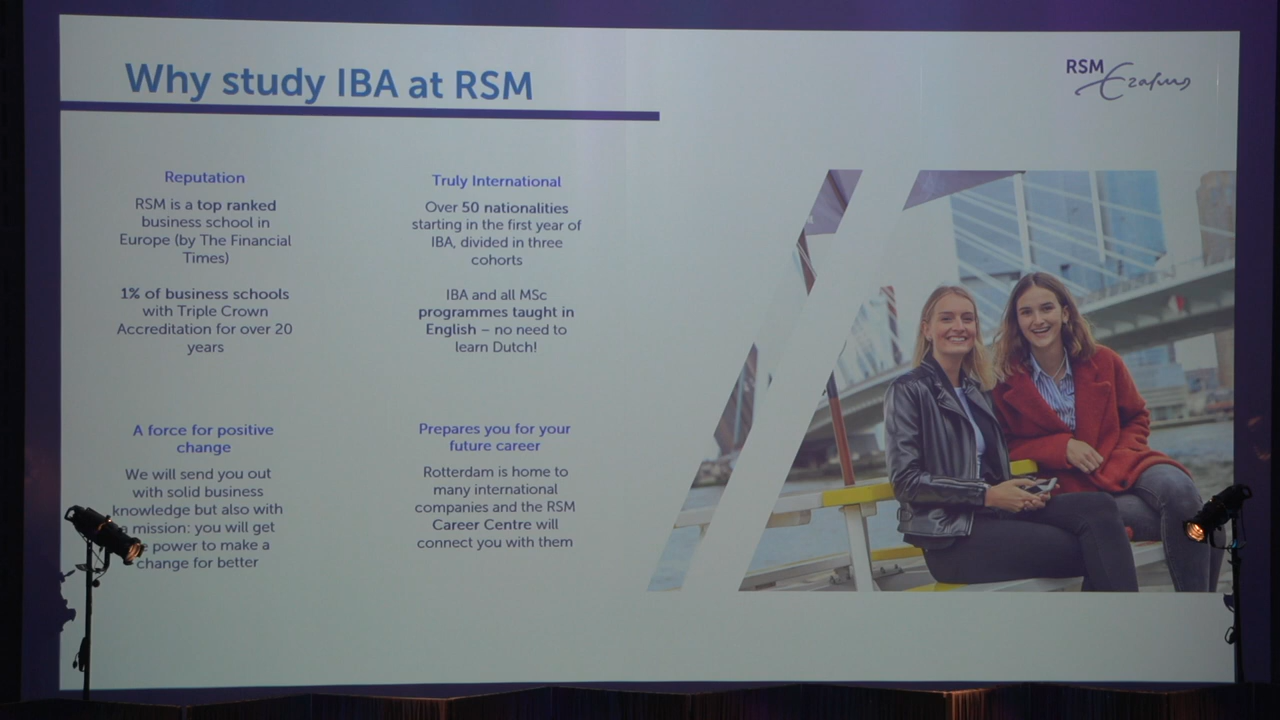 Why study IBA at RSM
RSM
Erasmus
Reputation
RSM is a top ranked
business school in
Europe (by The Financial
Times)
1% of business schools
with Triple Crown
Accreditation for over 20
years
Truly International
Over 50 nationalities
starting in the first year of
IBA, divided in three
cohorts
IBA and all MSc
programmes taught in
English – no need to
learn Dutch!
A force for positive
change
We will send you out
with solid business
knowledge but also with
a mission: you will get
power to make a
change for better
Prepares you for your
future career
Rotterdam is home to
many international
companies and the RSM
Career Centre will
connect you with them